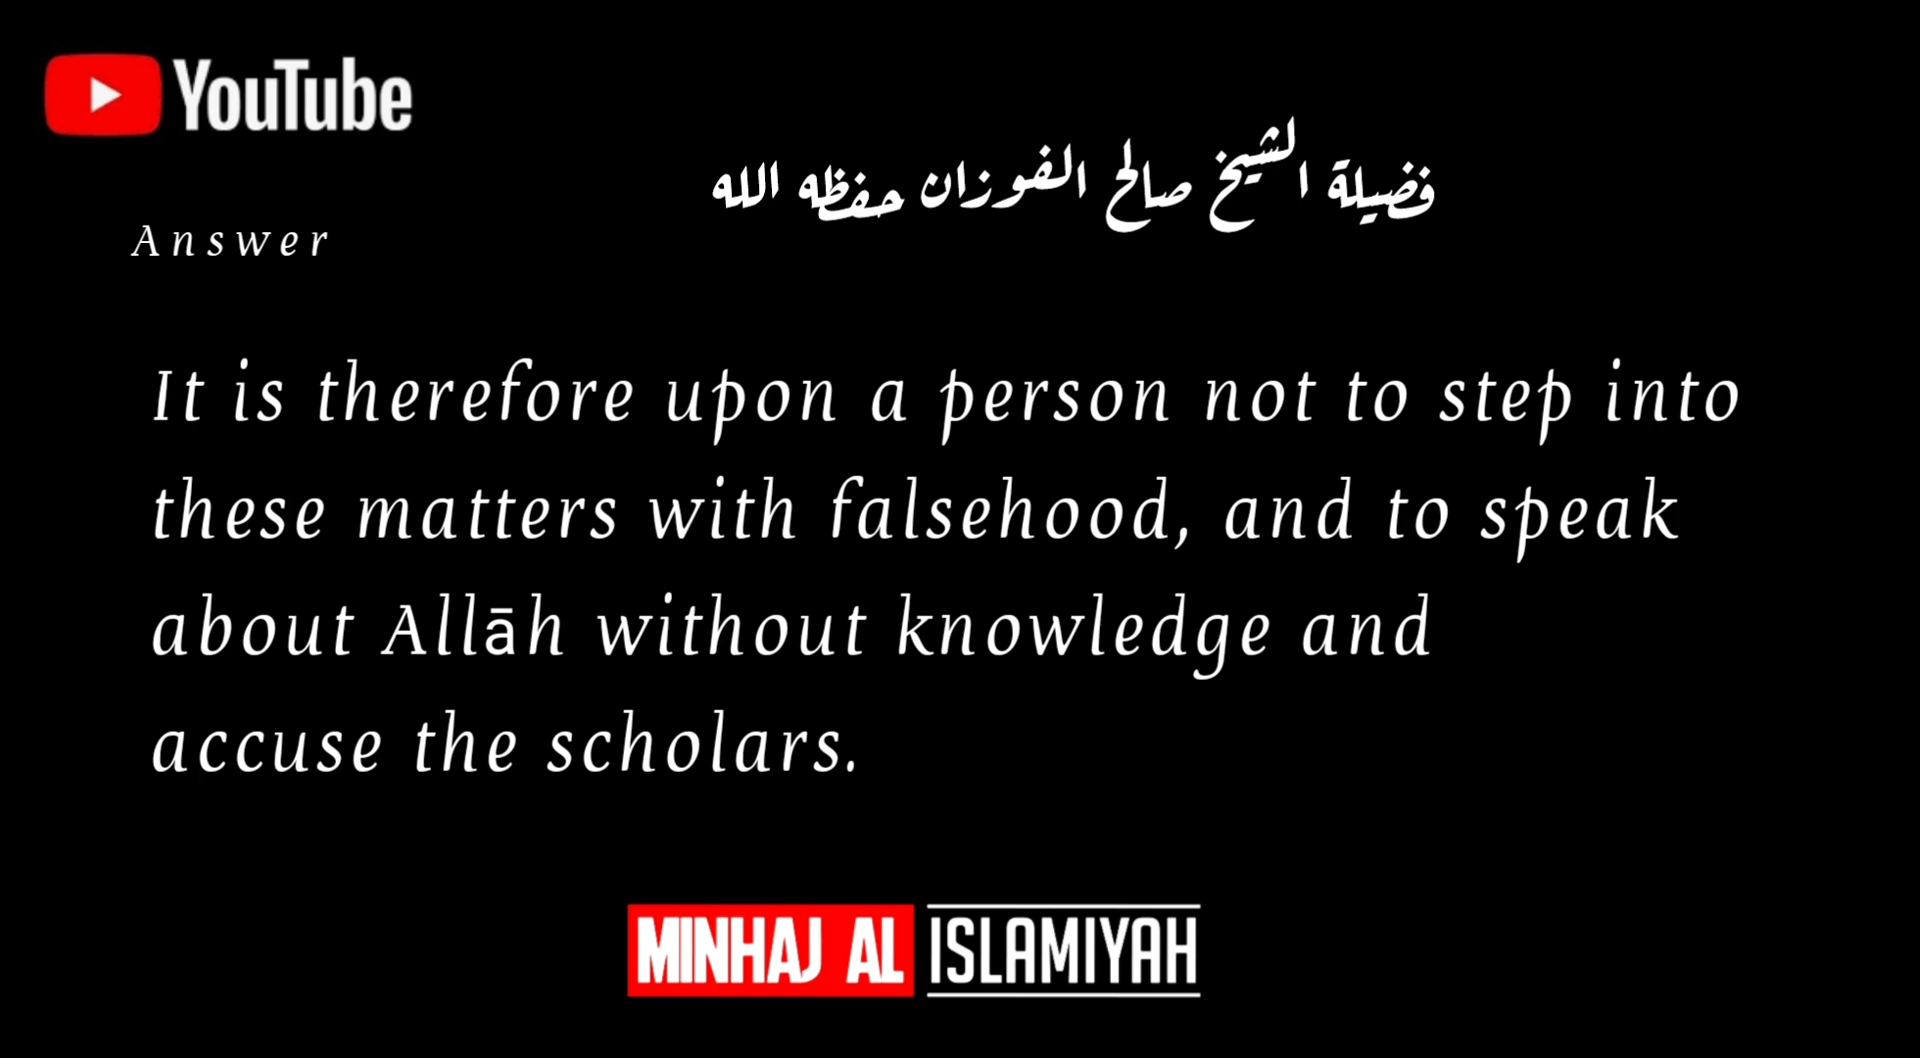 YouTube
فضيلة الشيخ صالح الفوزان حفظه الله
Answer
It is therefore upon a person not to step into
these matters with falsehood, and to speak
about Allāh without knowledge and
accuse the scholars.
MINHAJ AL ISLAMIYAH